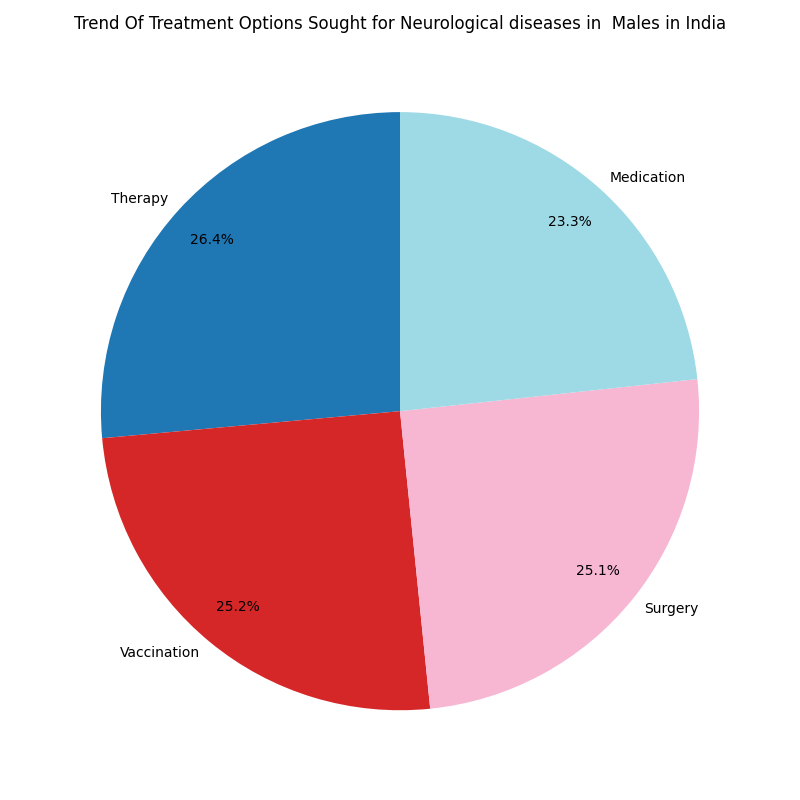 Trend Of Treatment Options Sought for Neurological diseases in  Males in India
Medication
23.3%
Therapy
26.4%
25.1%
Surgery
25.2%
Vaccination